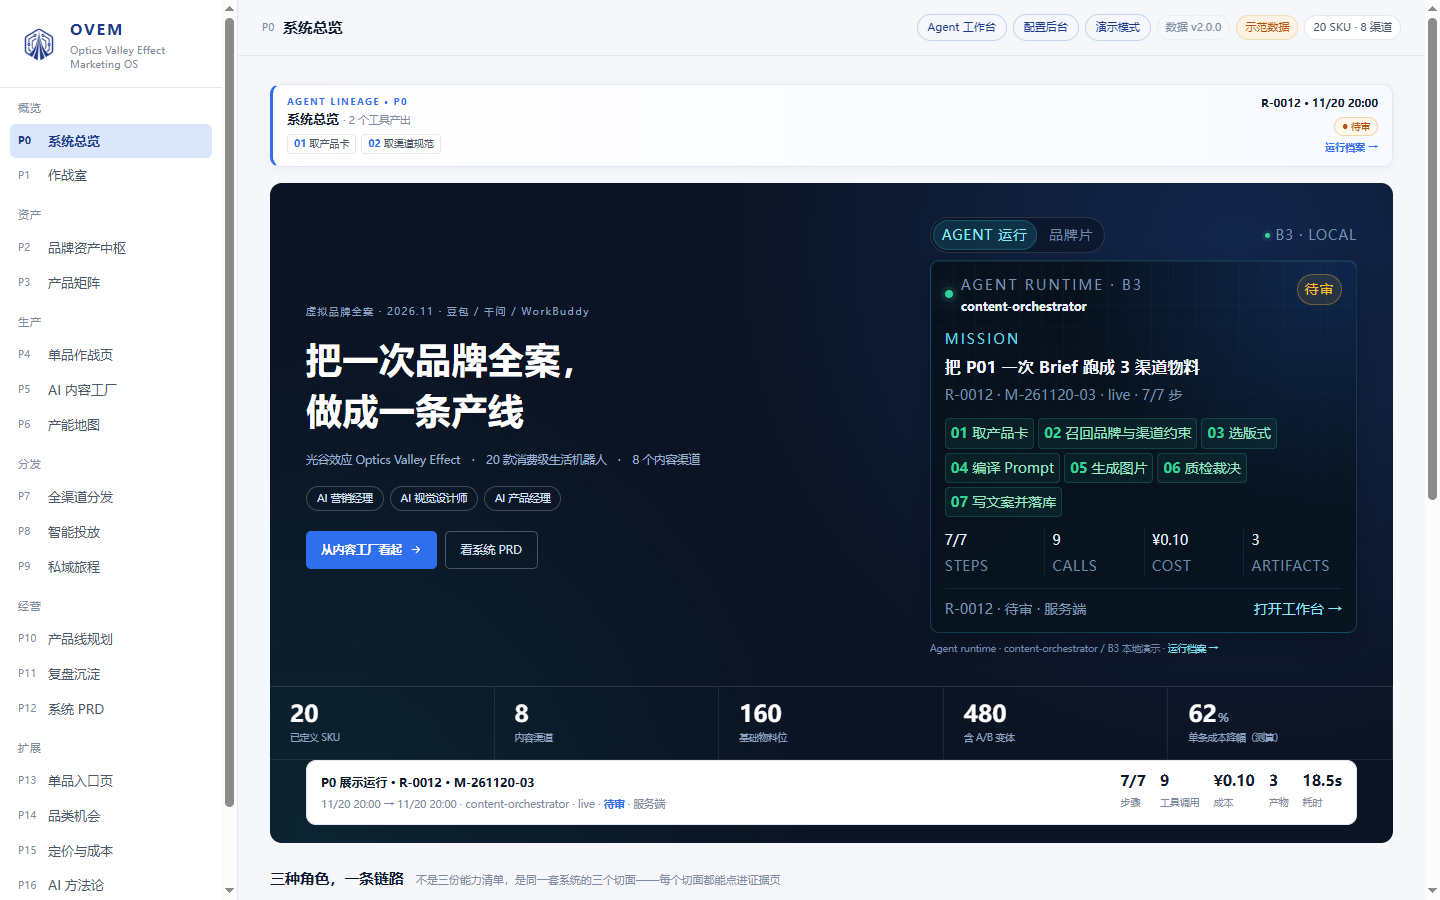 OVEM
Optics Valley Effect
Marketing OS
概览
P0 系统总览
P1 作战室
资产
P2 品牌资产中枢
P3 产品矩阵
生产
P4 单品作战页
P5 AI 内容工厂
P6 产能地图
分发
P7 全渠道分发
P8 智能投放
P9 私域旅程
经营
P10 产品线规划
P11 复盘沉淀
P12 系统 PRD
扩展
P13 单品入口页
P14 品类机会
P15 定价与成本
P16 AI 方法论
P0 系统总览
Agent 工作台
配置后台
演示模式
数据 v2.0.0
示范数据
20 SKU · 8 渠道
AGENT LINEAGE • P0
系统总览 · 2 个工具产出
01 取产品卡 02 取渠道规范
R-0012 • 11/20 20:00
待审
运行档案 →
虚拟品牌全案 · 2026.11 · 豆包 / 千问 / WorkBuddy
把一次品牌全案，
做成一条产线
光谷效应 Optics Valley Effect · 20 款消费级生活机器人 · 8 个内容渠道
AI 营销经理 AI 视觉设计师 AI 产品经理
从内容工厂看起 →
看系统 PRD
AGENT 运行 品牌片
B3 · LOCAL
AGENT RUNTIME · B3
content-orchestrator
待审
MISSION
把 P01 一次 Brief 跑成 3 渠道物料
R-0012 · M-261120-03 · live · 7/7 步
01 取产品卡 02 召回品牌与渠道约束 03 选版式
04 编译 Prompt 05 生成图片 06 质检裁决
07 写文案并落库
7/7 9 ¥0.10 3
STEPS CALLS COST ARTIFACTS
R-0012 · 待审 · 服务端
打开工作台 →
Agent runtime · content-orchestrator / B3 本地演示 · 运行档案 →
20 8 160 480 62%
已定义 SKU 内容渠道 基础物料位 含 A/B 变体 单条成本降幅（测算）
P0 展示运行 • R-0012 • M-261120-03
11/20 20:00 → 11/20 20:00 · content-orchestrator · live · 待审 · 服务端
7/7 9 ¥0.10 3 18.5s
步骤 工具调用 成本 产物 耗时
三种角色，一条链路 不是三份能力清单，是同一套系统的三个切面——每个切面都能点进证据页